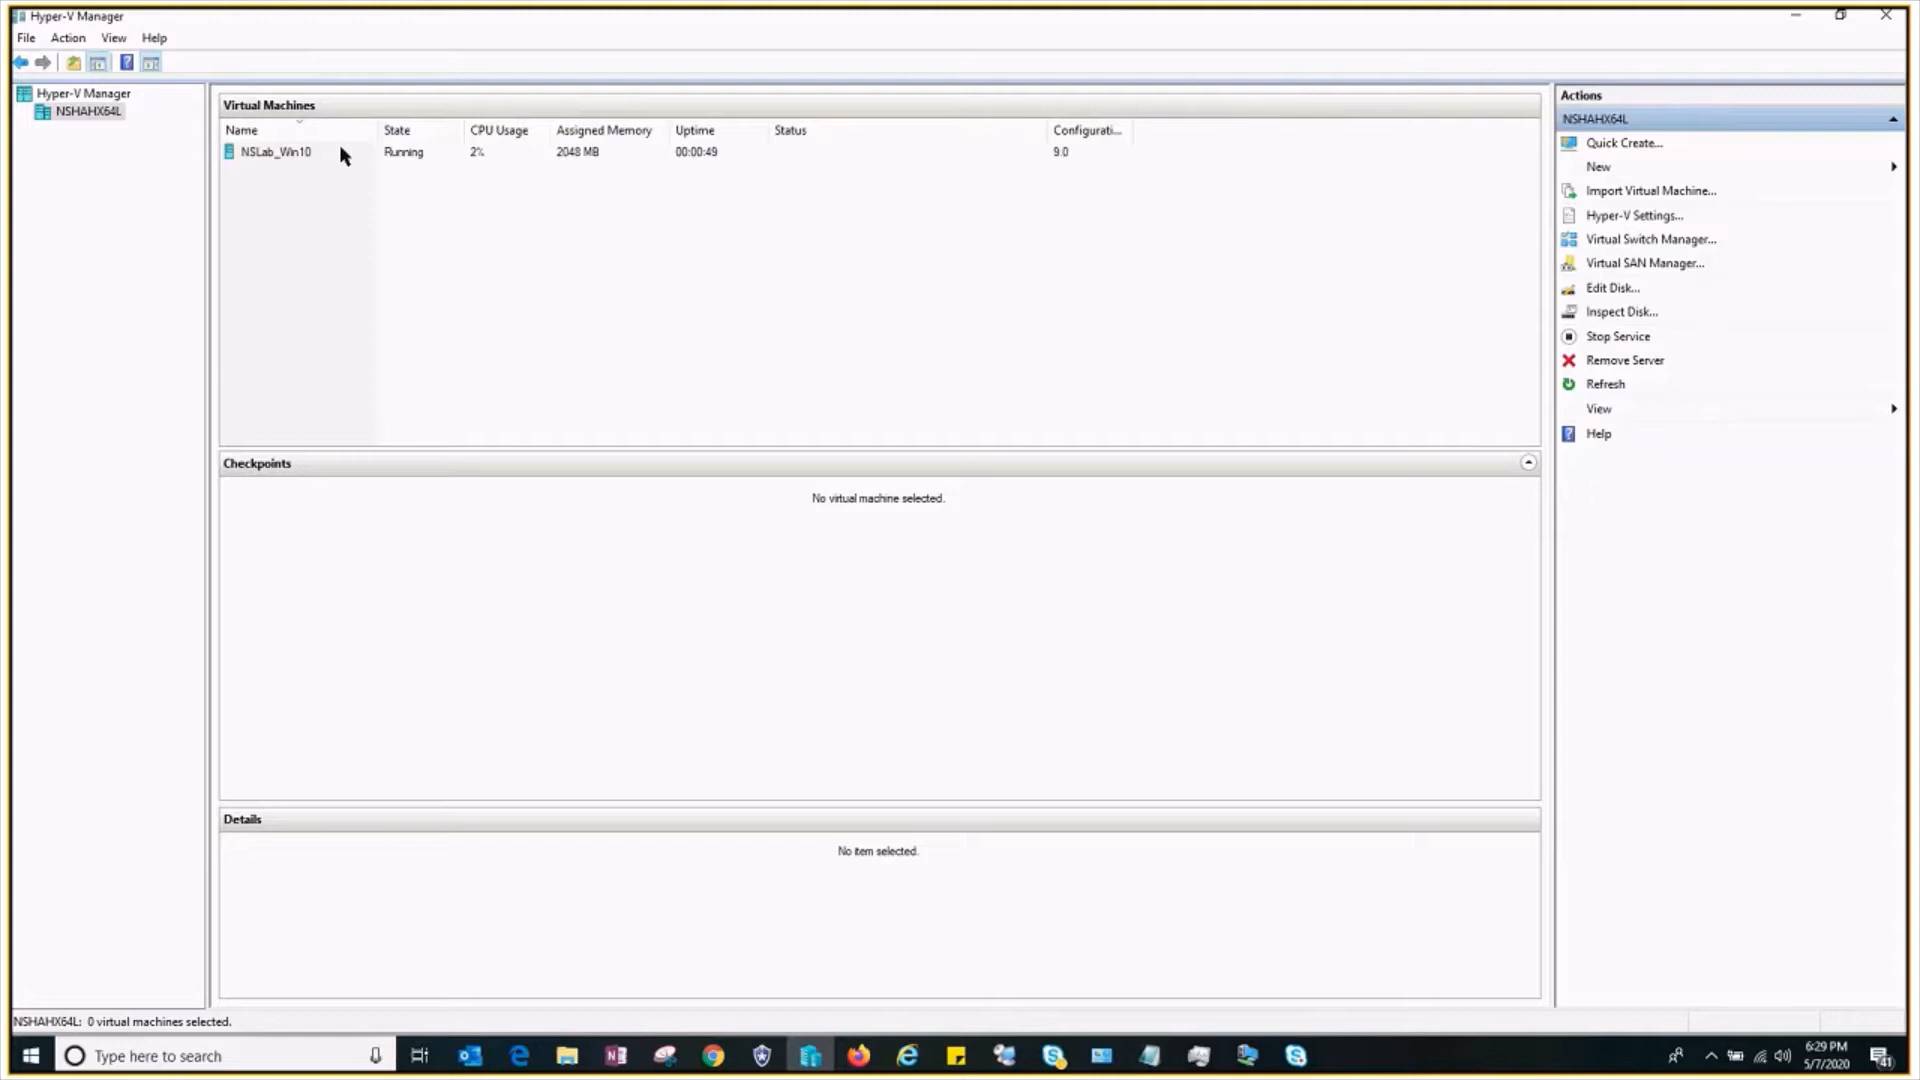 Hyper-V Manager
File Action View Help
Hyper-V Manager
NSHAHX64L
Virtual Machines
Name State CPU Usage Assigned Memory Uptime Status Configurati...
NSLab_Win10 Running 2% 2048 MB 00:00:49 9.0
Checkpoints
No virtual machine selected.
Details
No item selected.
Actions
NSHAHX64L
Quick Create...
New
Import Virtual Machine...
Hyper-V Settings...
Virtual Switch Manager...
Virtual SAN Manager...
Edit Disk...
Inspect Disk...
Stop Service
Remove Server
Refresh
View
Help
NSHAHX64L: 0 virtual machines selected.
Type here to search
6:29 PM
5/7/2020
41